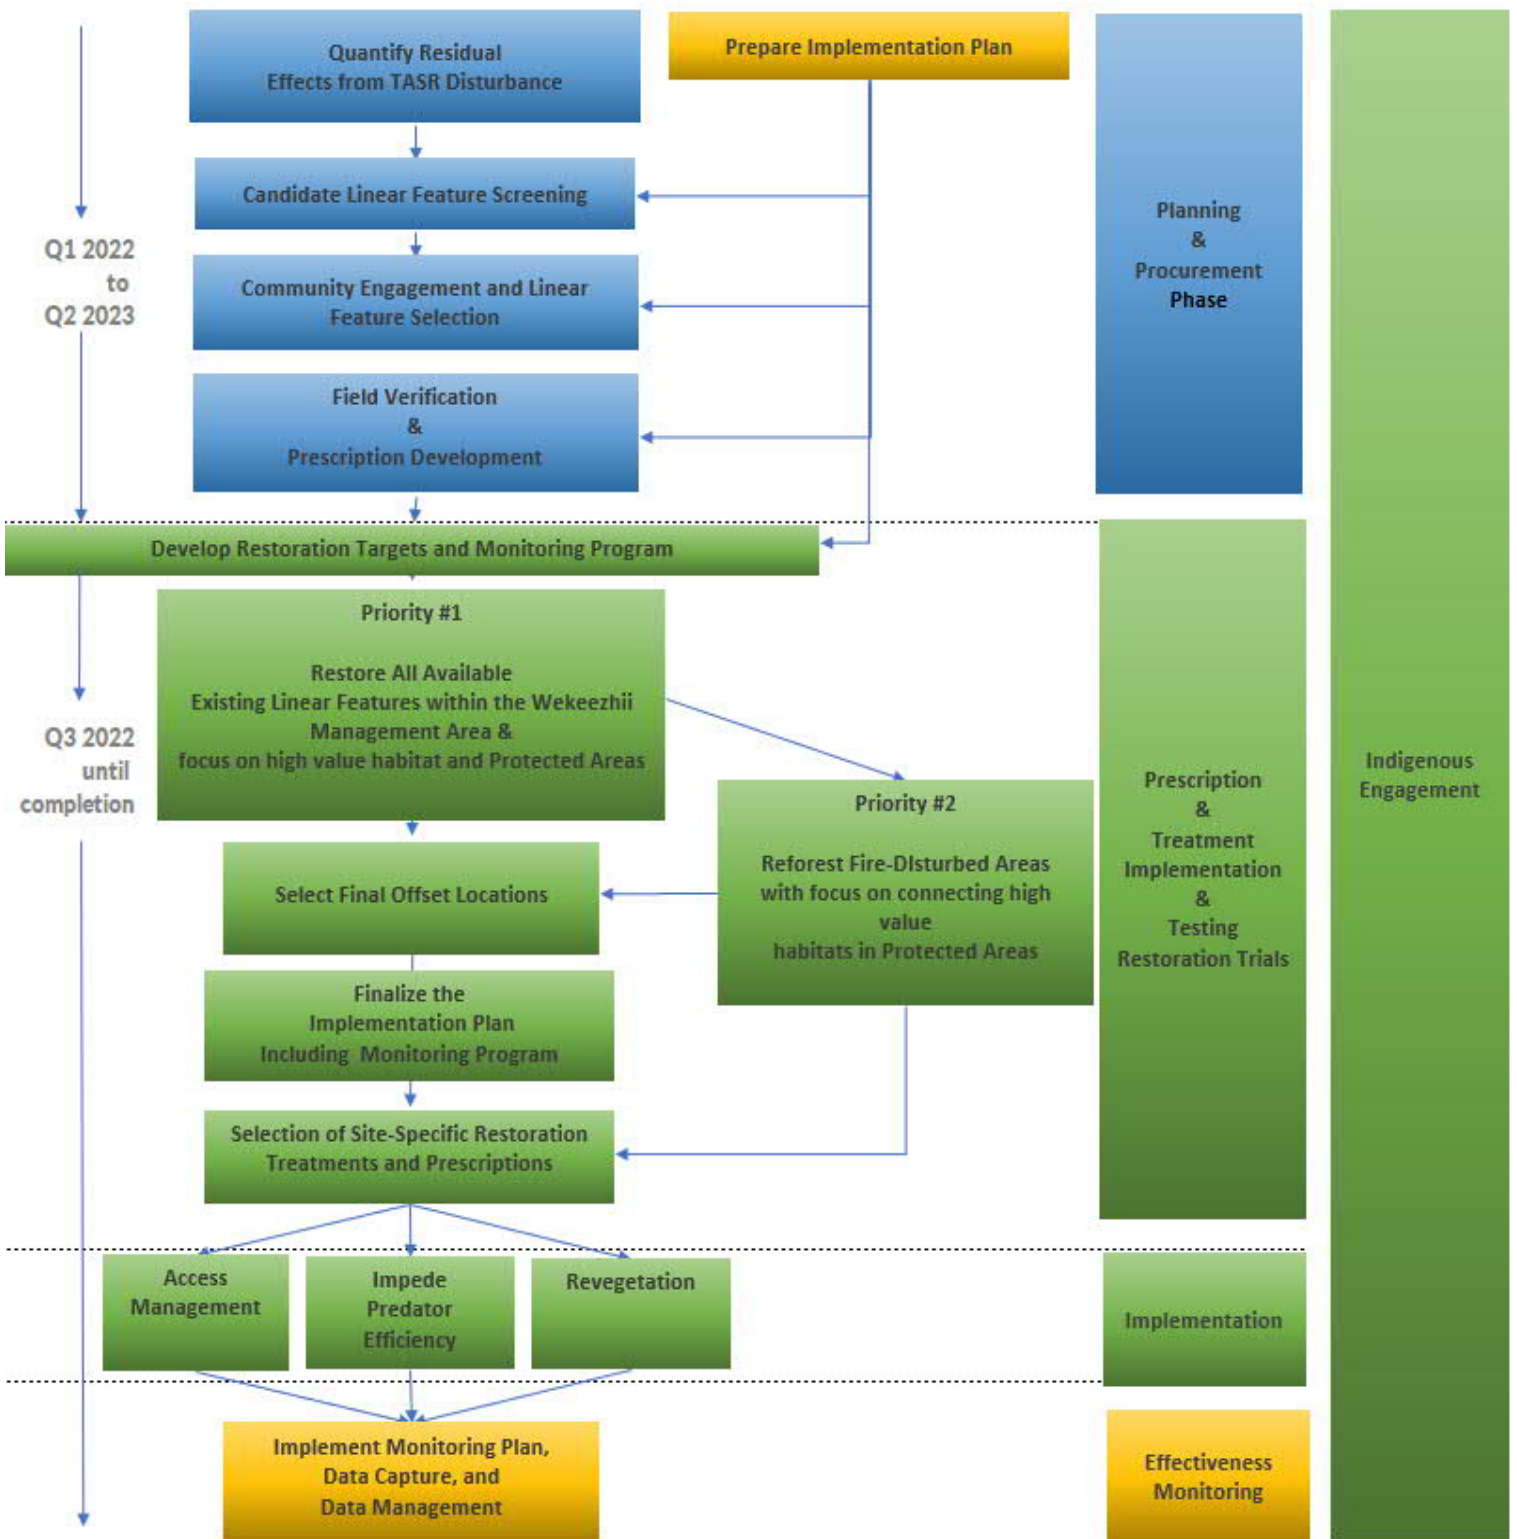 Quantify Residual
Effects from TASR Disturbance
Prepare Implementation Plan
Candidate Linear Feature Screening
Community Engagement and Linear
Feature Selection
Field Verification
&
Prescription Development
Q1 2022
to
Q2 2023
Planning
&
Procurement
Phase
Develop Restoration Targets and Monitoring Program
Priority #1
Restore All Available
Existing Linear Features within the Wekeezhii
Management Area &
focus on high value habitat and Protected Areas
Q3 2022
until
completion
Priority #2
Reforest Fire-DIsturbed Areas
with focus on connecting high
value
habitats in Protected Areas
Select Final Offset Locations
Finalize the
Implementation Plan
Including Monitoring Program
Selection of Site-Specific Restoration
Treatments and Prescriptions
Prescription
&
Treatment
Implementation
&
Testing
Restoration Trials
Indigenous
Engagement
Access
Management
Impede
Predator
Efficiency
Revegetation
Implementation
Implement Monitoring Plan,
Data Capture, and
Data Management
Effectiveness
Monitoring